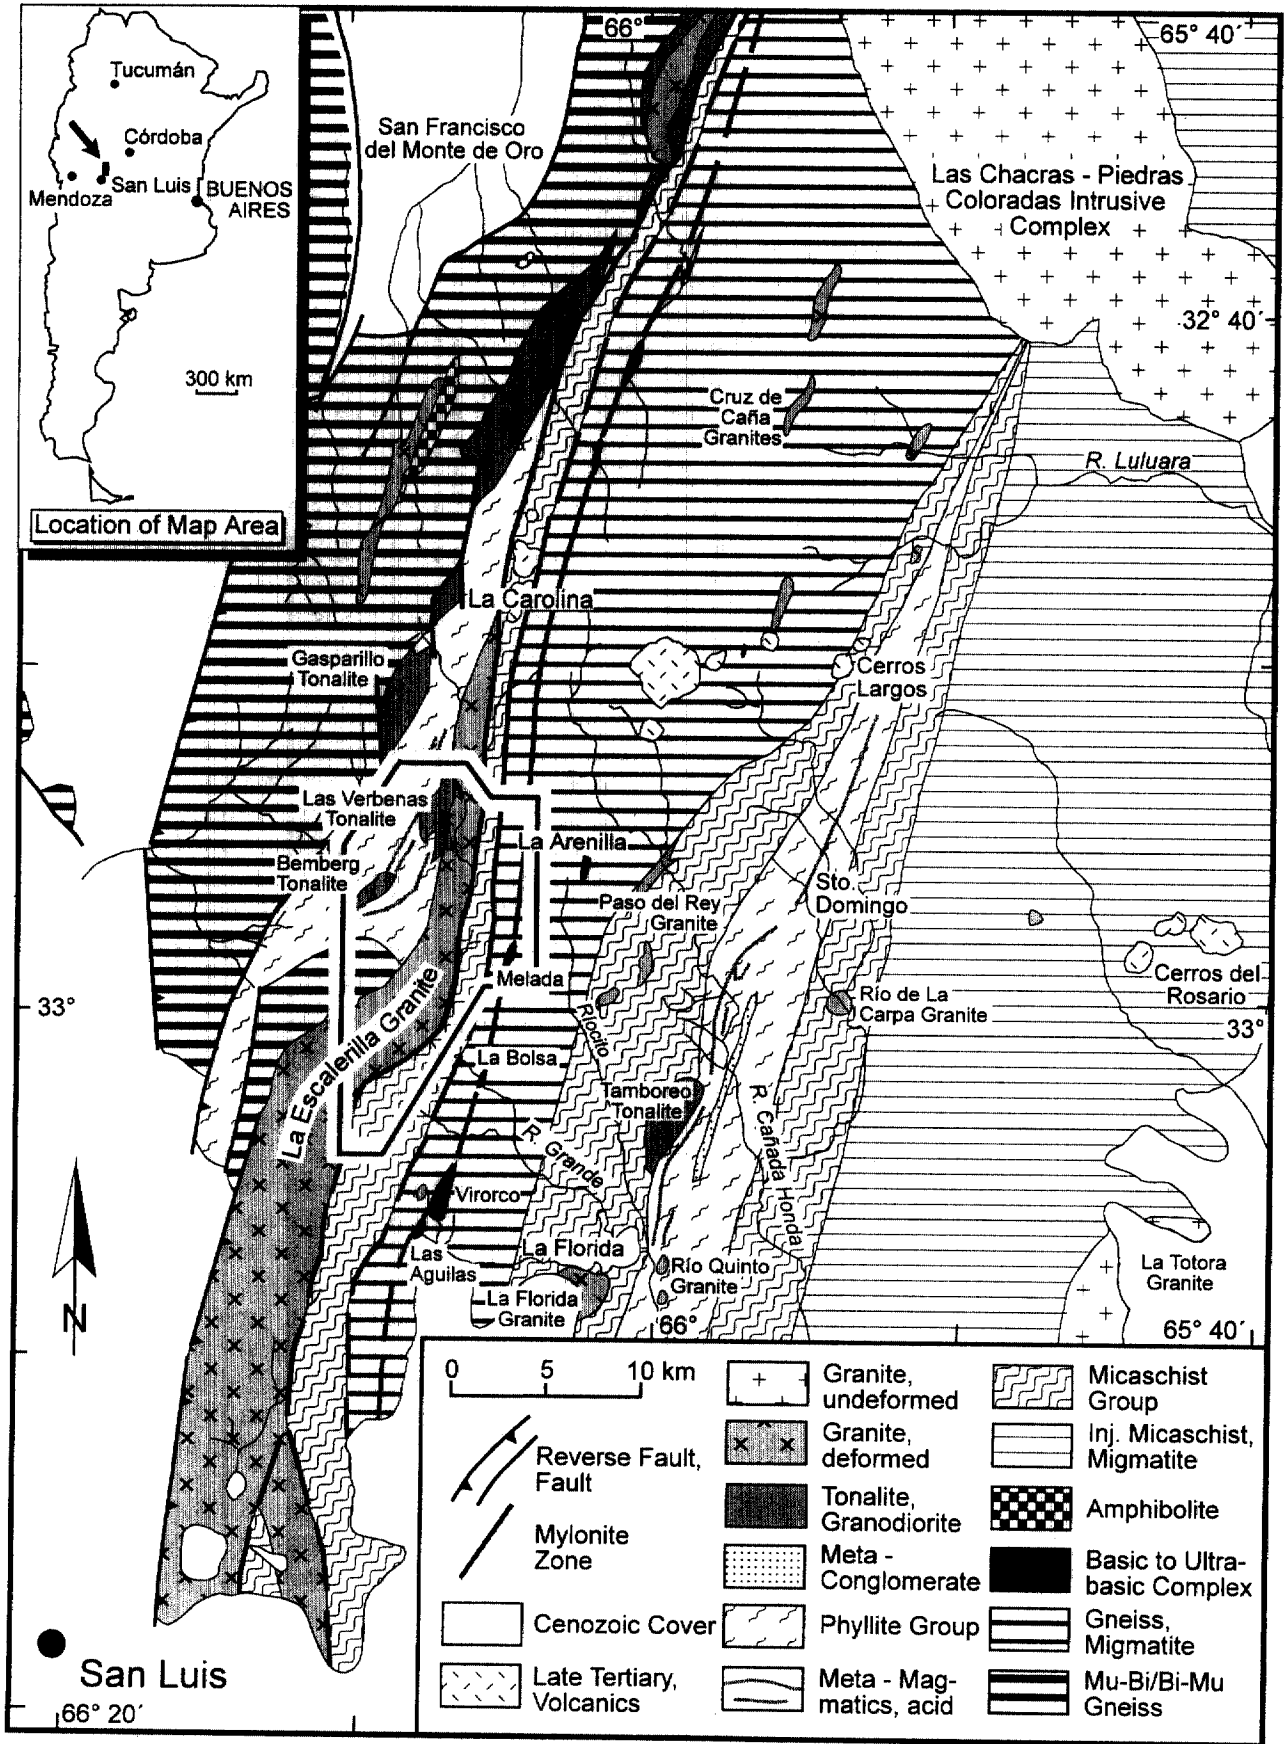 66°
65° 40´
Tucumán
Córdoba
San Luis
Mendoza
BUENOS
AIRES
300 km
Location of Map Area
San Francisco
del Monte de Oro
Las Chacras - Piedras
Coloradas Intrusive
Complex
32° 40´
Cruz de
Caña
Granites
R. Luluara
La Carolina
Gasparillo
Tonalite
Cerros
Largos
Las Verbenas
Tonalite
La Arenilla
Bemberg
Tonalite
Paso del Rey
Granite
Sto.
Domingo
Melada
Cerros del
Rosario
Río de La
Carpa Granite
33°
33°
La Escalerilla Granite
Riocito
La Bolsa
Tamboreo
Tonalite
R. Cañada Honda
R. Grande
Virorco
Las
Aguilas
La Florida
La Florida
Granite
Río Quinto
Granite
La Totora
Granite
N
66°
65° 40´
0 5 10 km
Reverse Fault,
Fault
Mylonite
Zone
Cenozoic Cover
Late Tertiary,
Volcanics
Granite,
undeformed
Granite,
deformed
Tonalite,
Granodiorite
Meta -
Conglomerate
Phyllite Group
Meta - Mag-
matics, acid
Micaschist
Group
Inj. Micaschist,
Migmatite
Amphibolite
Basic to Ultra-
basic Complex
Gneiss,
Migmatite
Mu-Bi/Bi-Mu
Gneiss
San Luis
66° 20´